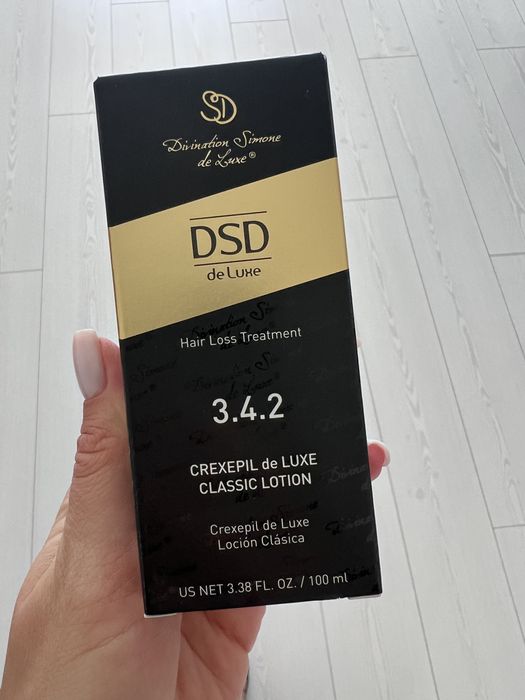 SD
Divination Simone
de Luxe®
DSD
de Luxe
Hair Loss Treatment
3.4.2
CREXEPIL de LUXE
CLASSIC LOTION
Crexepil de Luxe
Loción Clásica
US NET 3.38 FL. OZ. / 100 ml